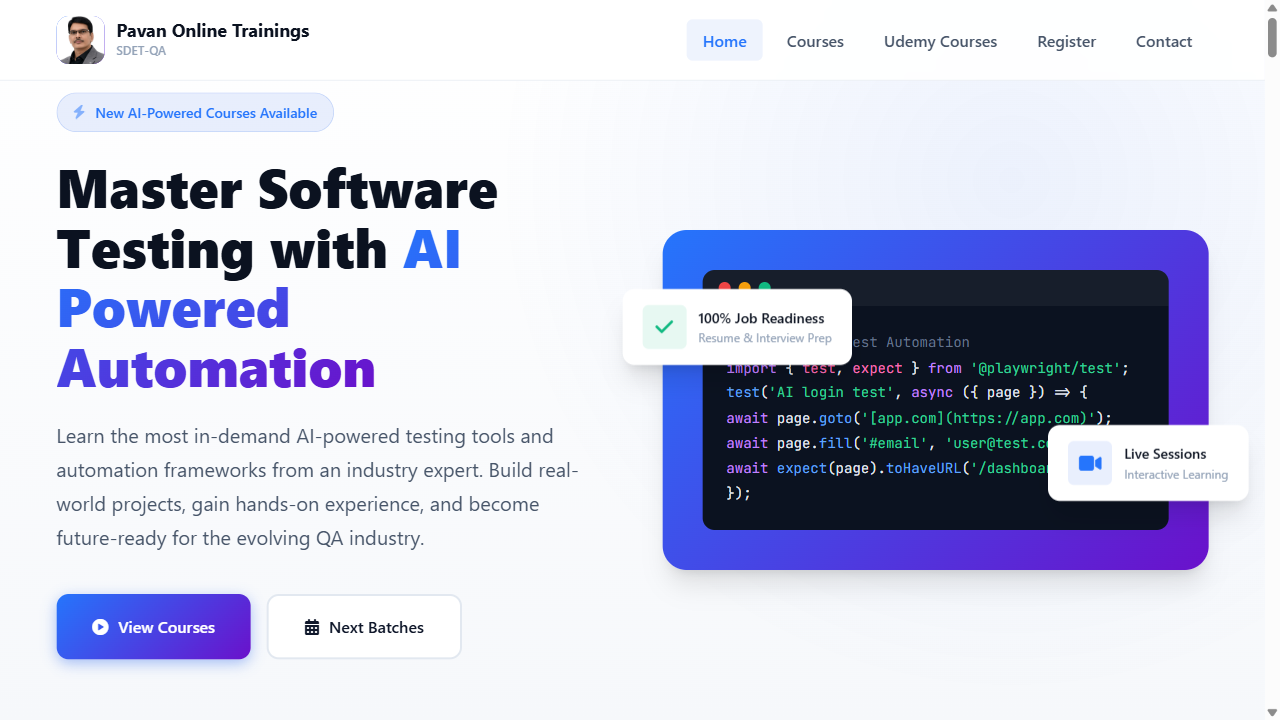 Pavan Online Trainings
SDET-QA
Home
Courses
Udemy Courses
Register
Contact
New AI-Powered Courses Available
Master Software
Testing with AI
Powered
Automation
Learn the most in-demand AI-powered testing tools and
automation frameworks from an industry expert. Build real-
world projects, gain hands-on experience, and become
future-ready for the evolving QA industry.
View Courses
Next Batches
100% Job Readiness
Resume & Interview Prep
Automation
import { test, expect } from '@playwright/test';
test('AI login test', async ({ page }) => {
await page.goto('[app.com](https://app.com)');
await page.fill('#email', 'user@test.
await expect(page).toHaveURL('/
});
Live Sessions
Interactive Learning